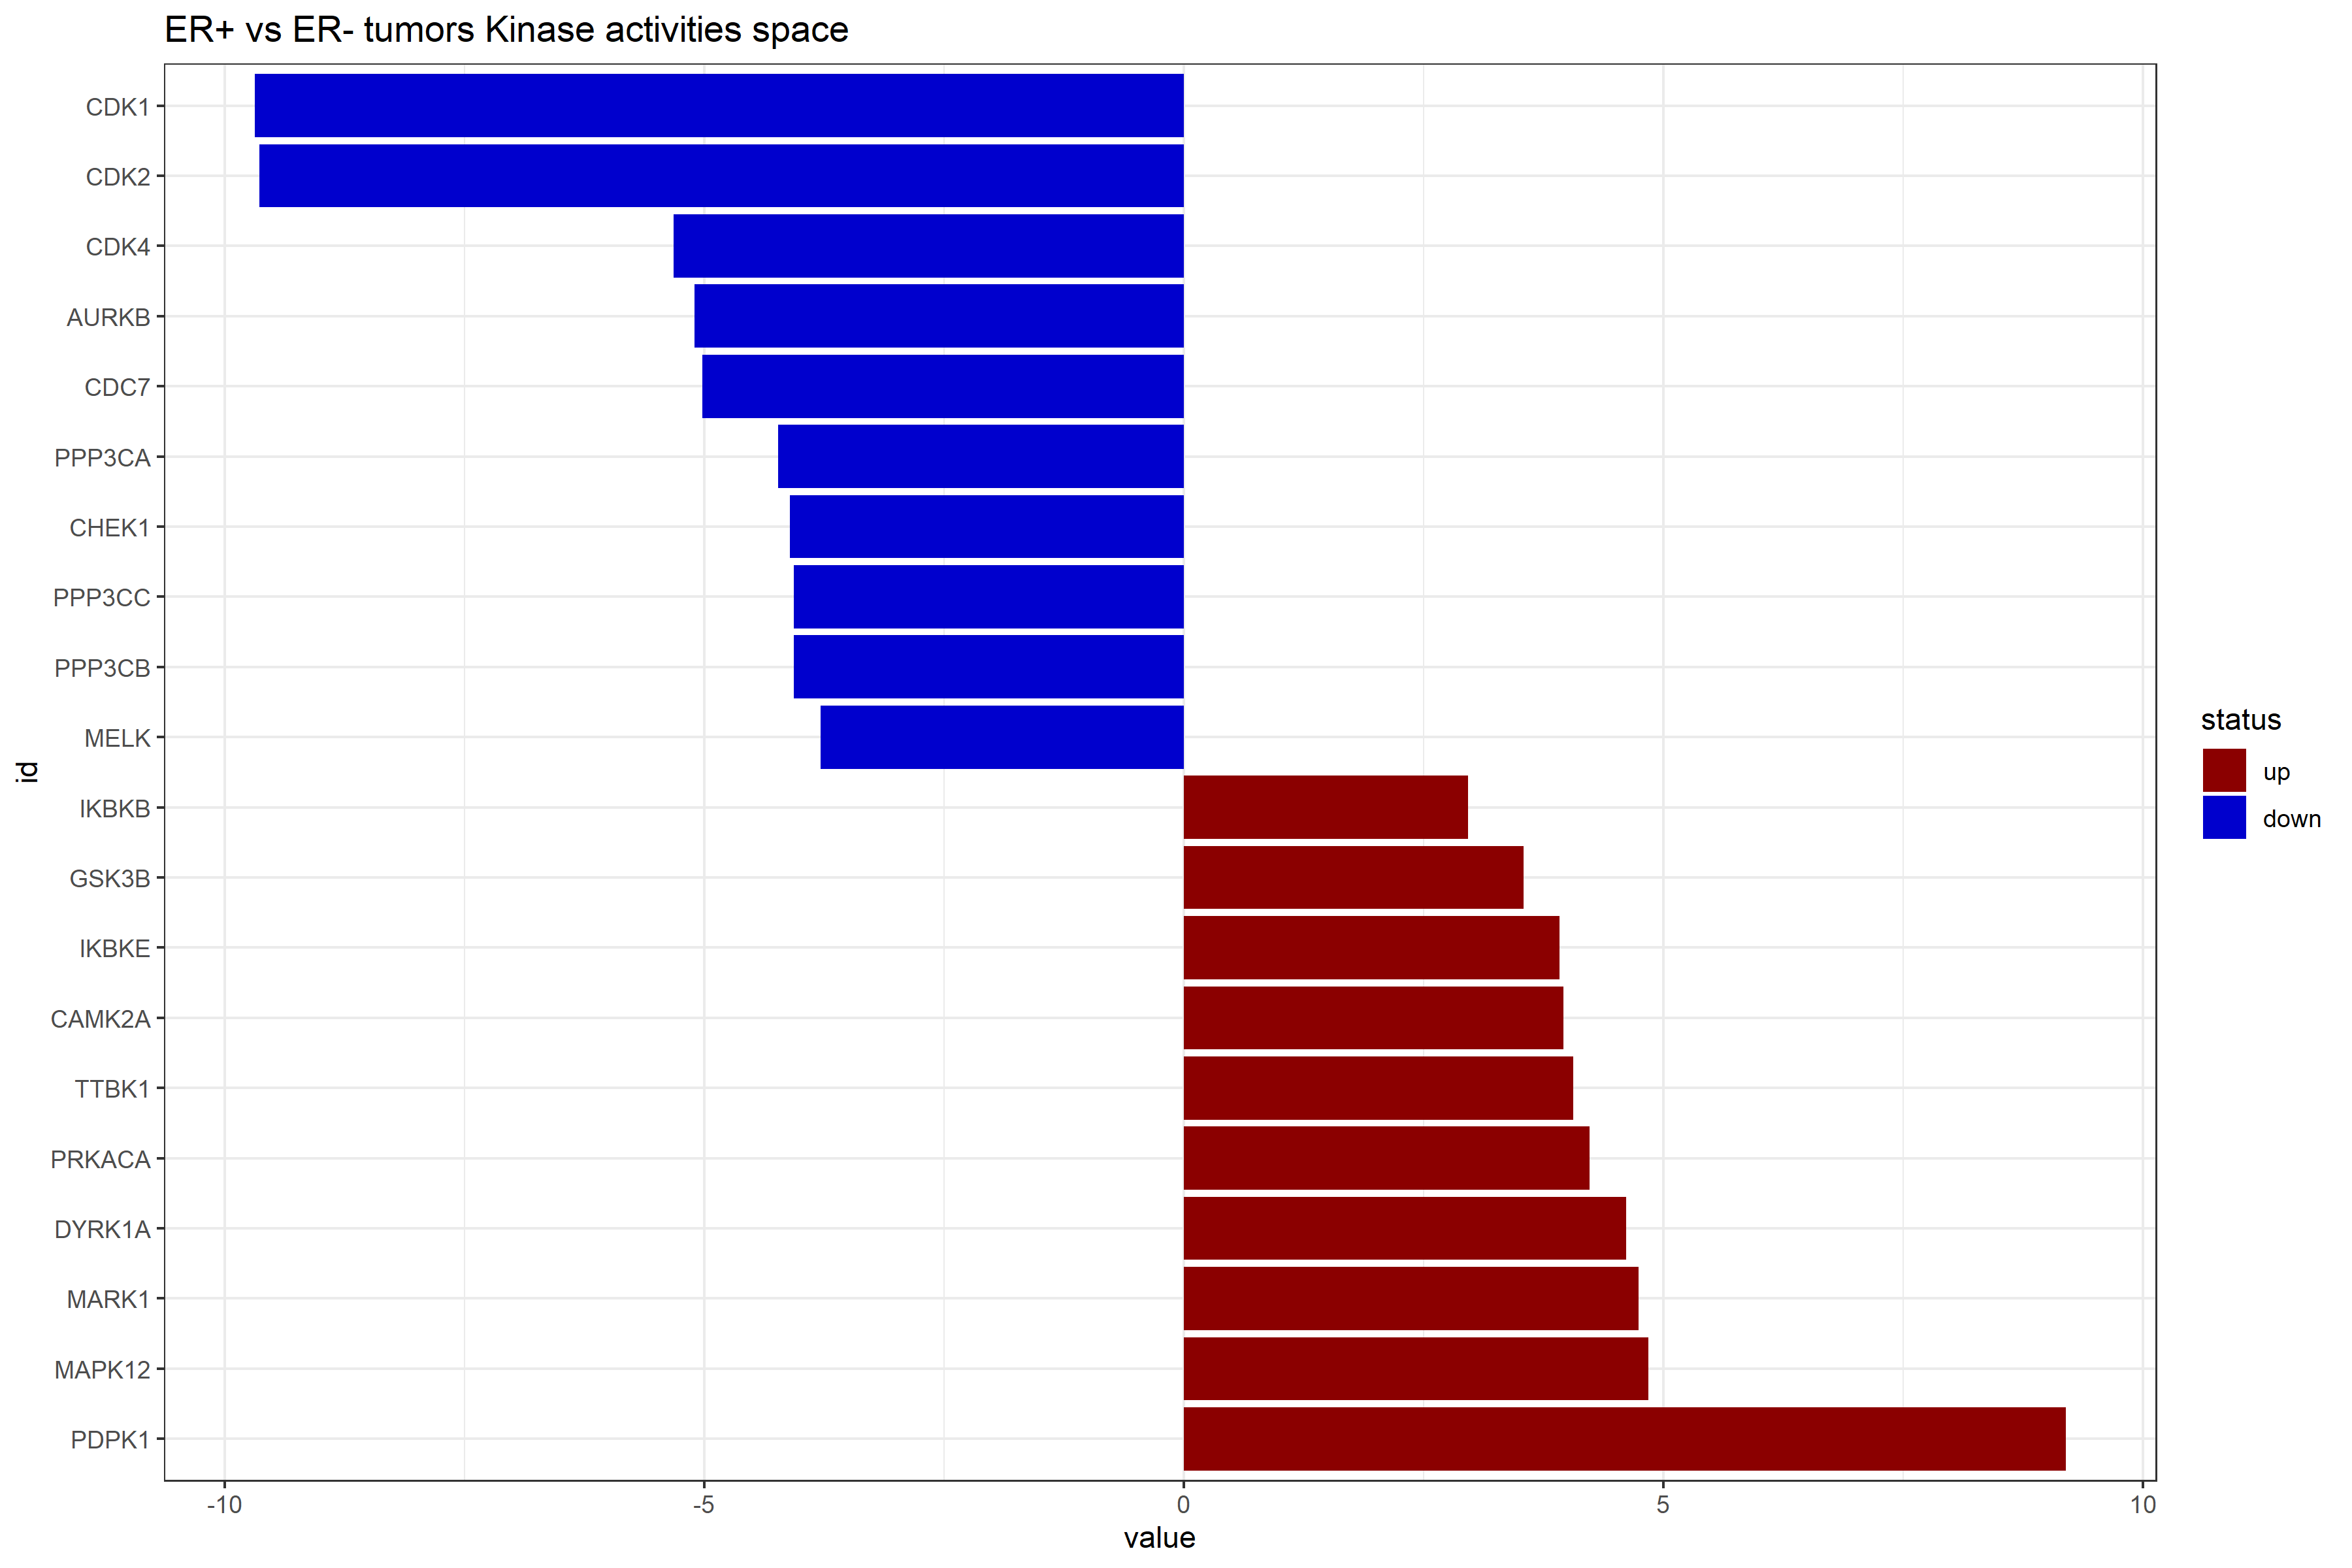 ER+ vs ER- tumors Kinase activities space
CDK1
CDK2
CDK4
AURKB
CDC7
PPP3CA
CHEK1
PPP3CC
PPP3CB
MELK
IKBKB
GSK3B
IKBKE
CAMK2A
TTBK1
PRKACA
DYRK1A
MARK1
MAPK12
PDPK1
id
-10 -5 0 5 10
value
status
up
down